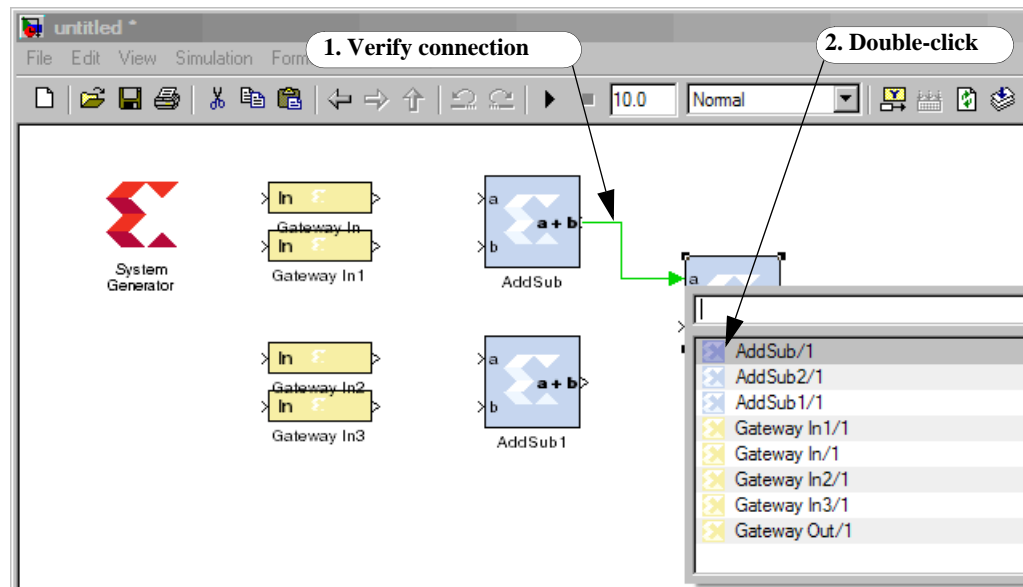 untitled *
1. Verify connection
2. Double-click
File Edit View Simulation Form
10.0 Normal
In
Gateway In
In
Gateway In1
System
Generator
a
b
a + b
AddSub
a
In
Gateway In2
In
Gateway In3
a
b
a + b
AddSub1
AddSub/1
AddSub2/1
AddSub1/1
Gateway In1/1
Gateway In/1
Gateway In2/1
Gateway In3/1
Gateway Out/1